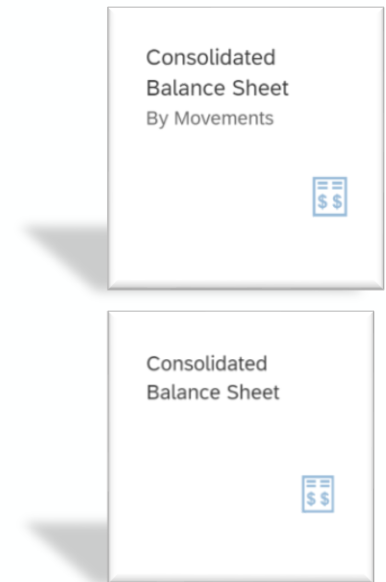 Consolidated
Balance Sheet
By Movements
$ $
Consolidated
Balance Sheet
$ $